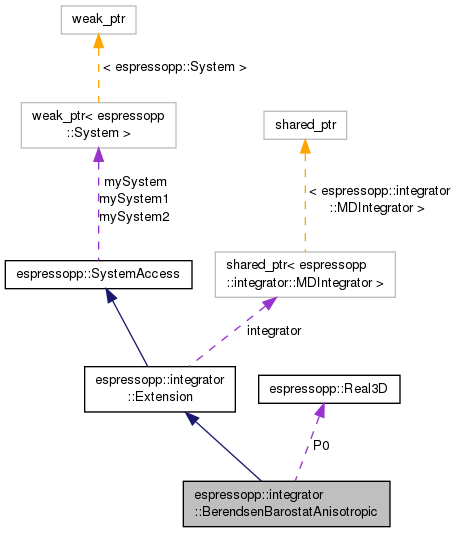 weak_ptr
< espressopp::System >
weak_ptr< espressopp
::System >
shared_ptr
mySystem
mySystem1
mySystem2
< espressopp::integrator
::MDIntegrator >
espressopp::SystemAccess
shared_ptr< espressopp
::integrator::MDIntegrator >
integrator
espressopp::integrator
::Extension
espressopp::Real3D
P0
espressopp::integrator
::BerendsenBarostatAnisotropic